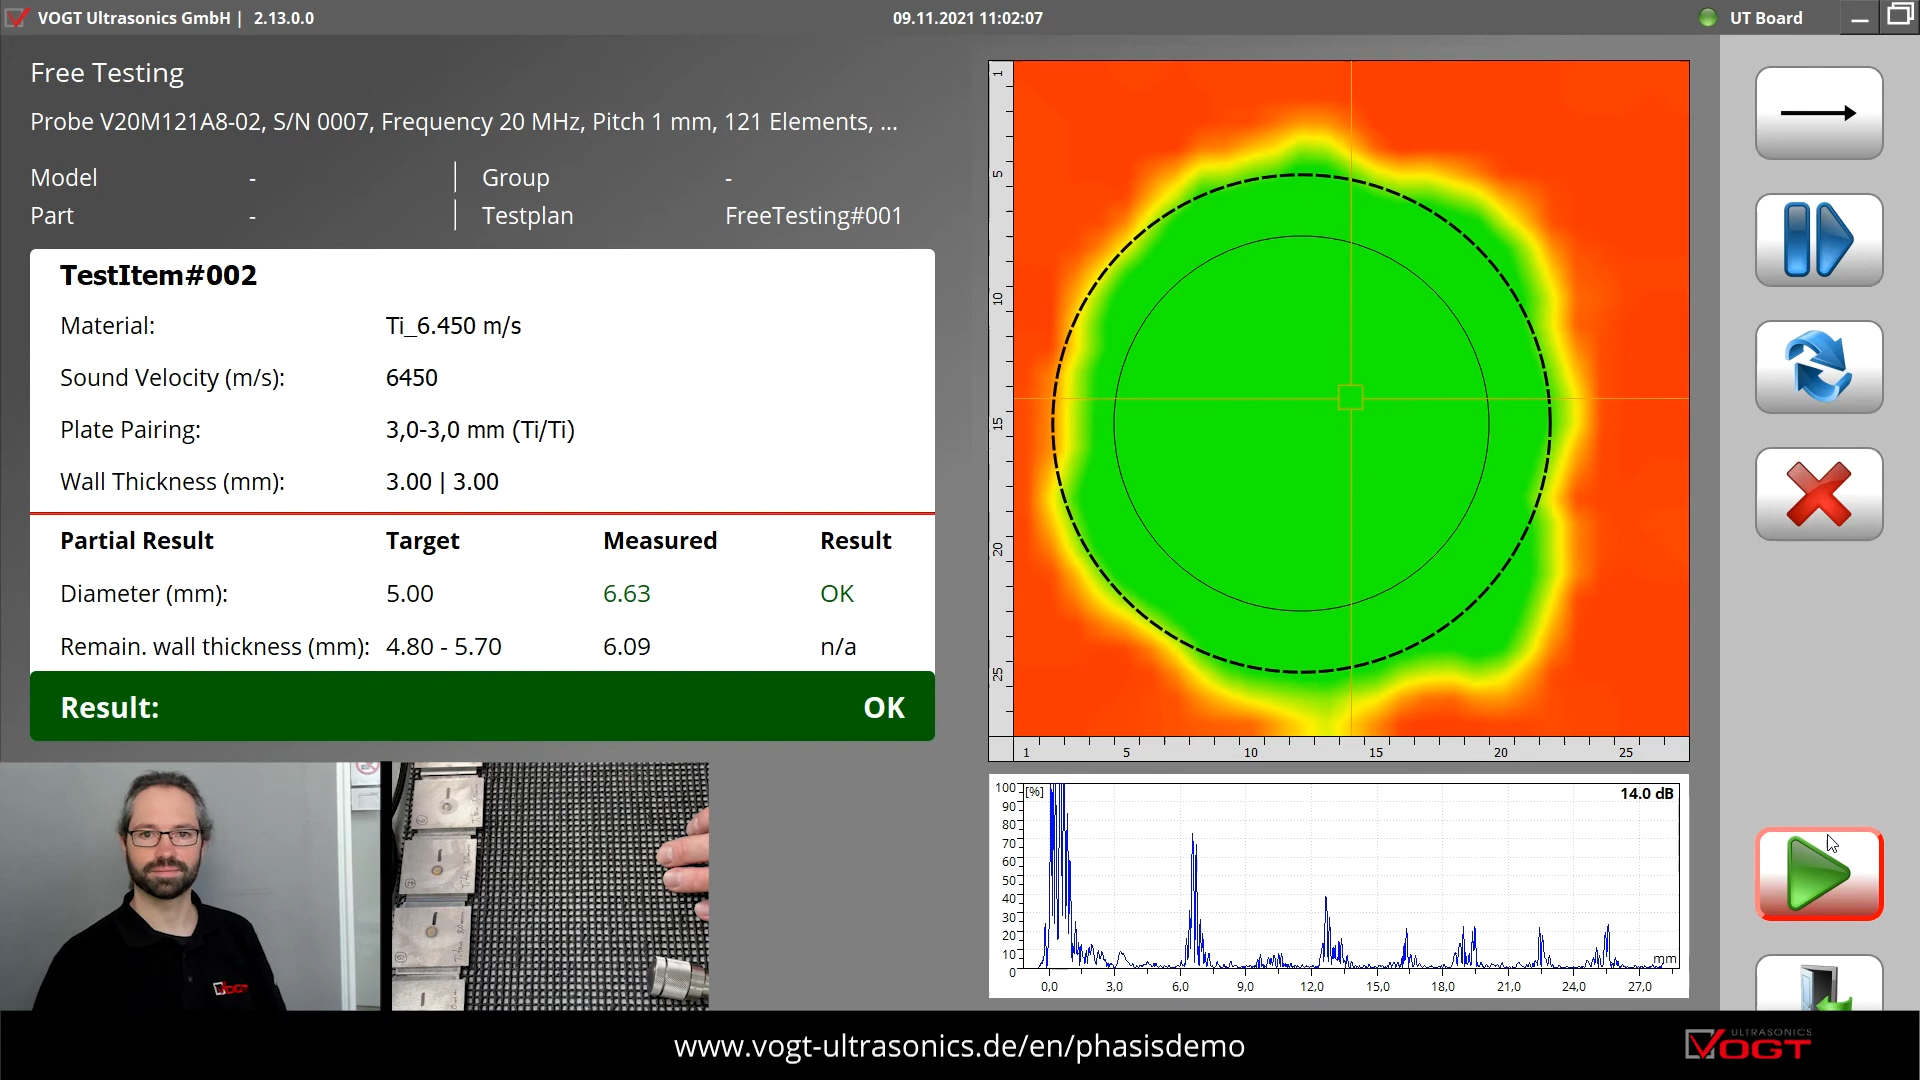 VOGT Ultrasonics GmbH | 2.13.0.0
09.11.2021 11:02:07
UT Board
Free Testing
Probe V20M121A8-02, S/N 0007, Frequency 20 MHz, Pitch 1 mm, 121 Elements, ...
Model - Group -
Part - Testplan FreeTesting#001
TestItem#002
Material: Ti_6.450 m/s
Sound Velocity (m/s): 6450
Plate Pairing: 3,0-3,0 mm (Ti/Ti)
Wall Thickness (mm): 3.00 | 3.00
Partial Result Target Measured Result
Diameter (mm): 5.00 6.63 OK
Remain. wall thickness (mm): 4.80 - 5.70 6.09 n/a
Result: OK
1
5
10
15
20
25
1 5 10 15 20 25
100 [%] 14.0 dB
90
80
70
60
50
40
30
20
10
0
mm
0,0 3,0 6,0 9,0 12,0 15,0 18,0 21,0 24,0 27,0
VOGT
www.vogt-ultrasonics.de/en/phasisdemo
ULTRASONICS
VOGT